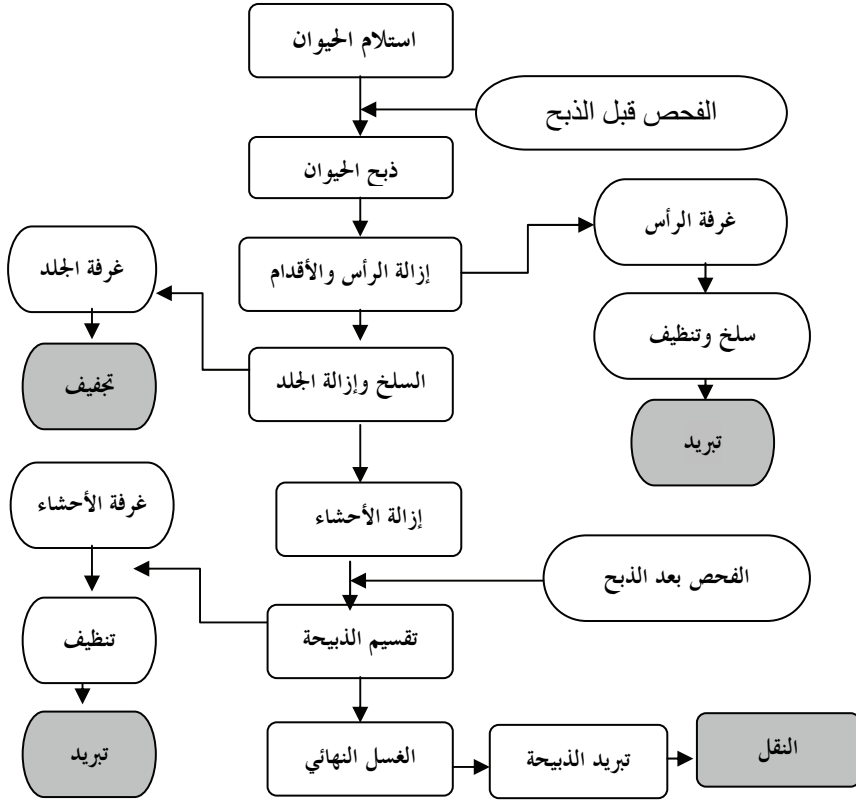 استلام الحيوان
الفحص قبل الذبح
ذبح الحيوان
غرفة الرأس
إزالة الرأس والأقدام
غرفة الجلد
سلخ وتنظيف
السلخ وإزالة الجلد
تجفيف
تبريد
غرفة الأحشاء
إزالة الأحشاء
الفحص بعد الذبح
تقسيم الذبيحة
تنظيف
الغسل النهائي
تبريد الذبيحة
النقل
تبريد